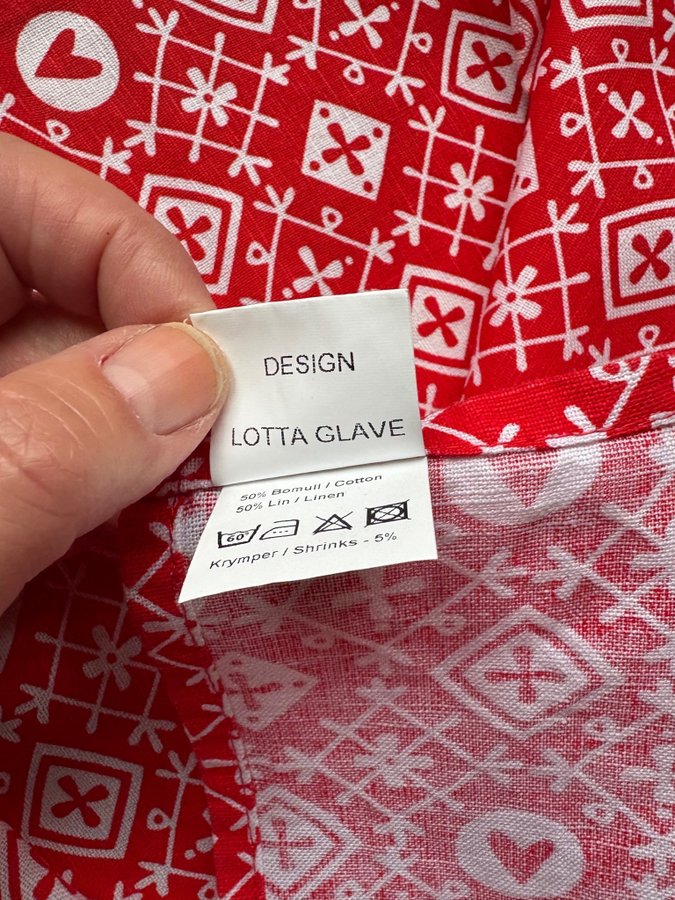 DESIGN
LOTTA GLAVE
50% Bomull / Cotton
50% Lin / Linen
60°
Krymper / Shrinks - 5%